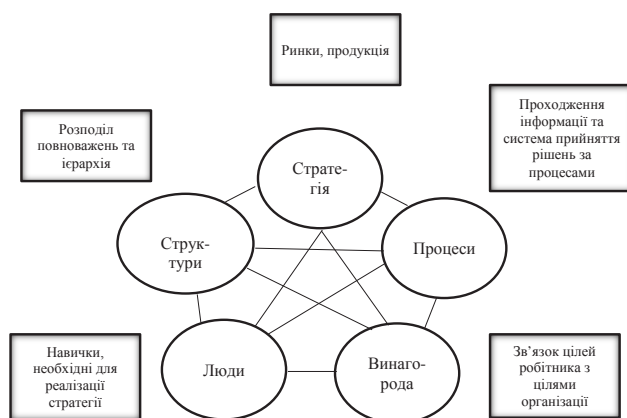 Ринки, продукція
Розподіл
повноважень та
ієрархія
Проходження
інформації та
система прийняття
рішень за
процесами
Страте-
гія
Струк-
тури
Процеси
Люди
Винаго-
рода
Навички,
необхідні для
реалізації
стратегії
Зв’язок цілей
робітника з
цілями
організації